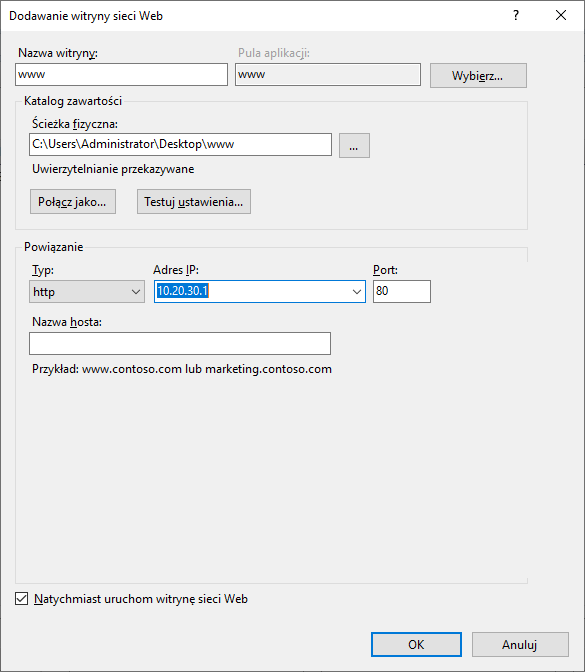 Dodawanie witryny sieci Web ? ×
Nazwa witryny: Pula aplikacji:
www www Wybierz...
Katalog zawartości
Ścieżka fizyczna:
C:\Users\Administrator\Desktop\www ...
Uwierzytelnianie przekazywane
Połącz jako... Testuj ustawienia...
Powiązanie
Typ: Adres IP: Port:
http 10.20.30.1 80
Nazwa hosta:
Przykład: www.contoso.com lub marketing.contoso.com
Natychmiast uruchom witrynę sieci Web
OK Anuluj